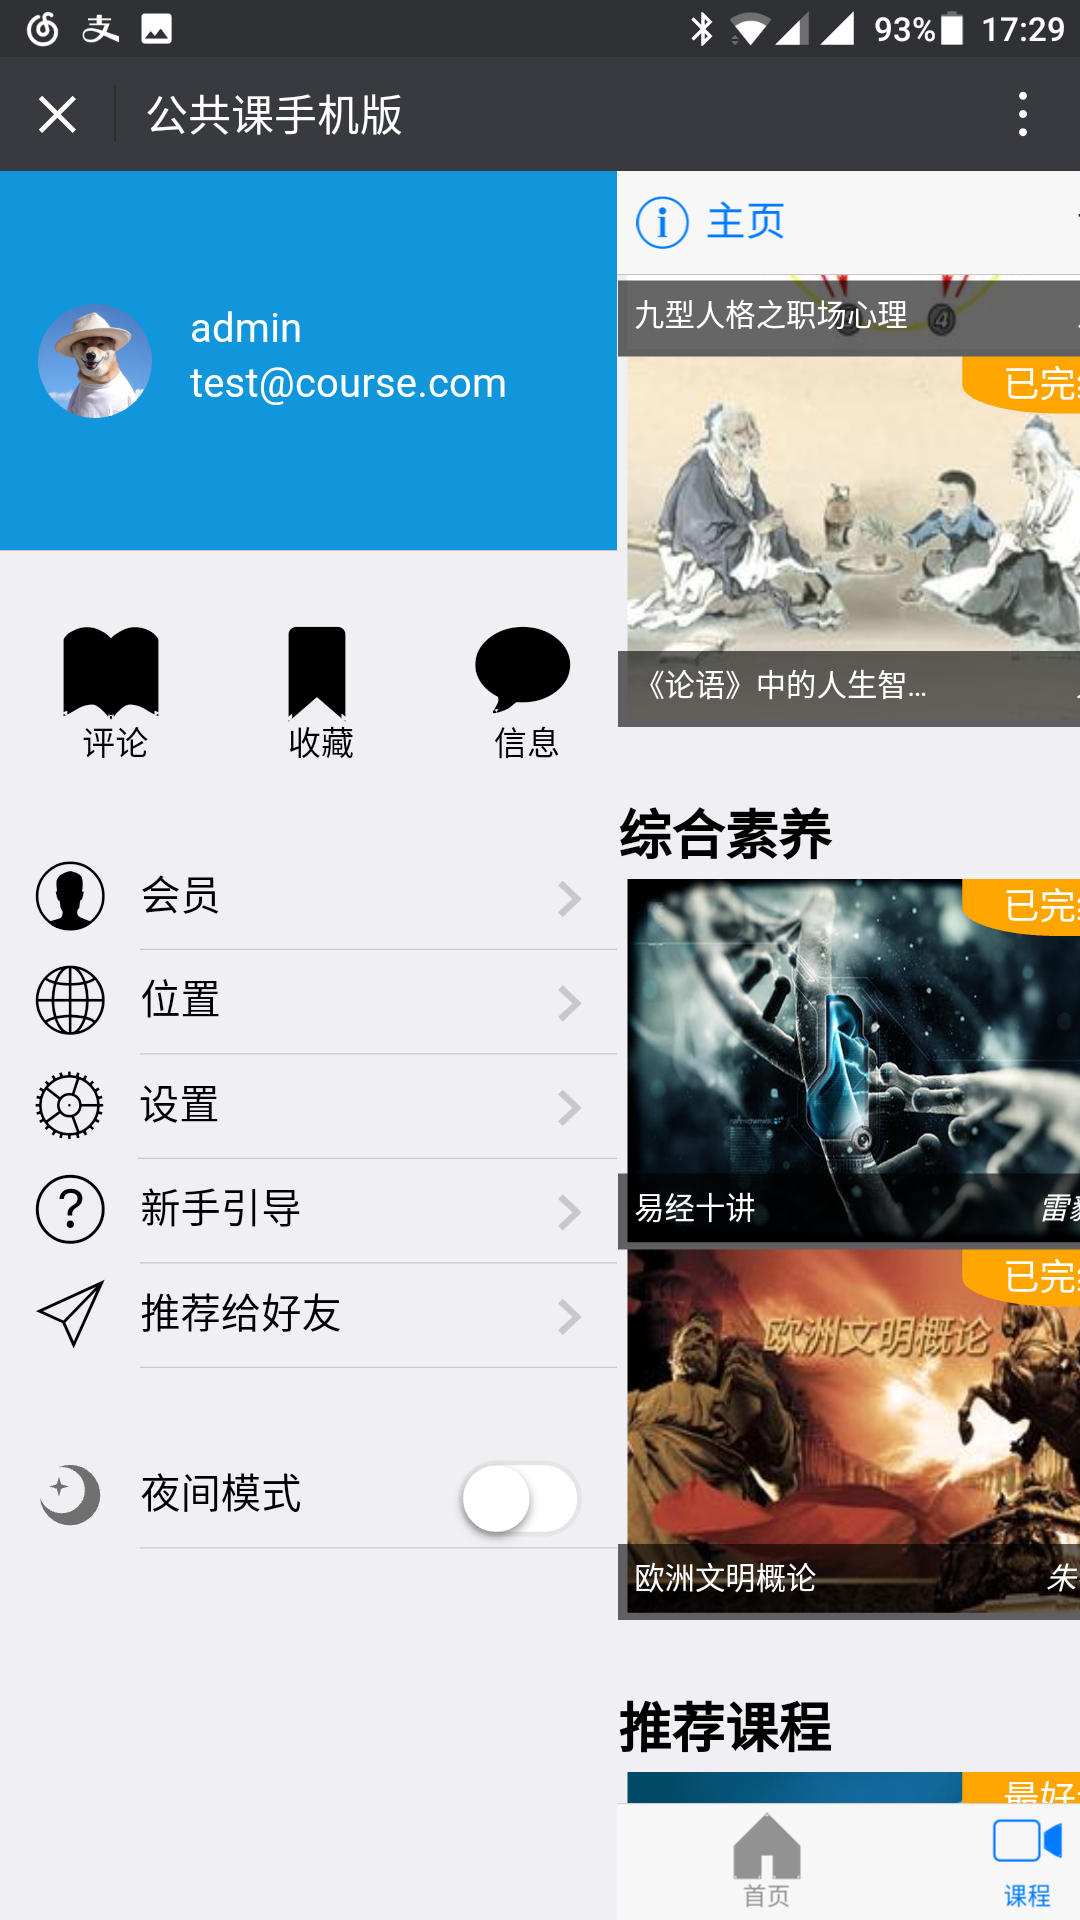 93% 17:29
公共课手机版
admin
test@course.com
评论
收藏
信息
会员
位置
设置
新手引导
推荐给好友
夜间模式
主页
九型人格之职场心理
已完
《论语》中的人生智...
综合素养
已完
易经十讲
雷
已完
欧洲文明概论
欧洲文明概论
朱
推荐课程
最好
首页
课程